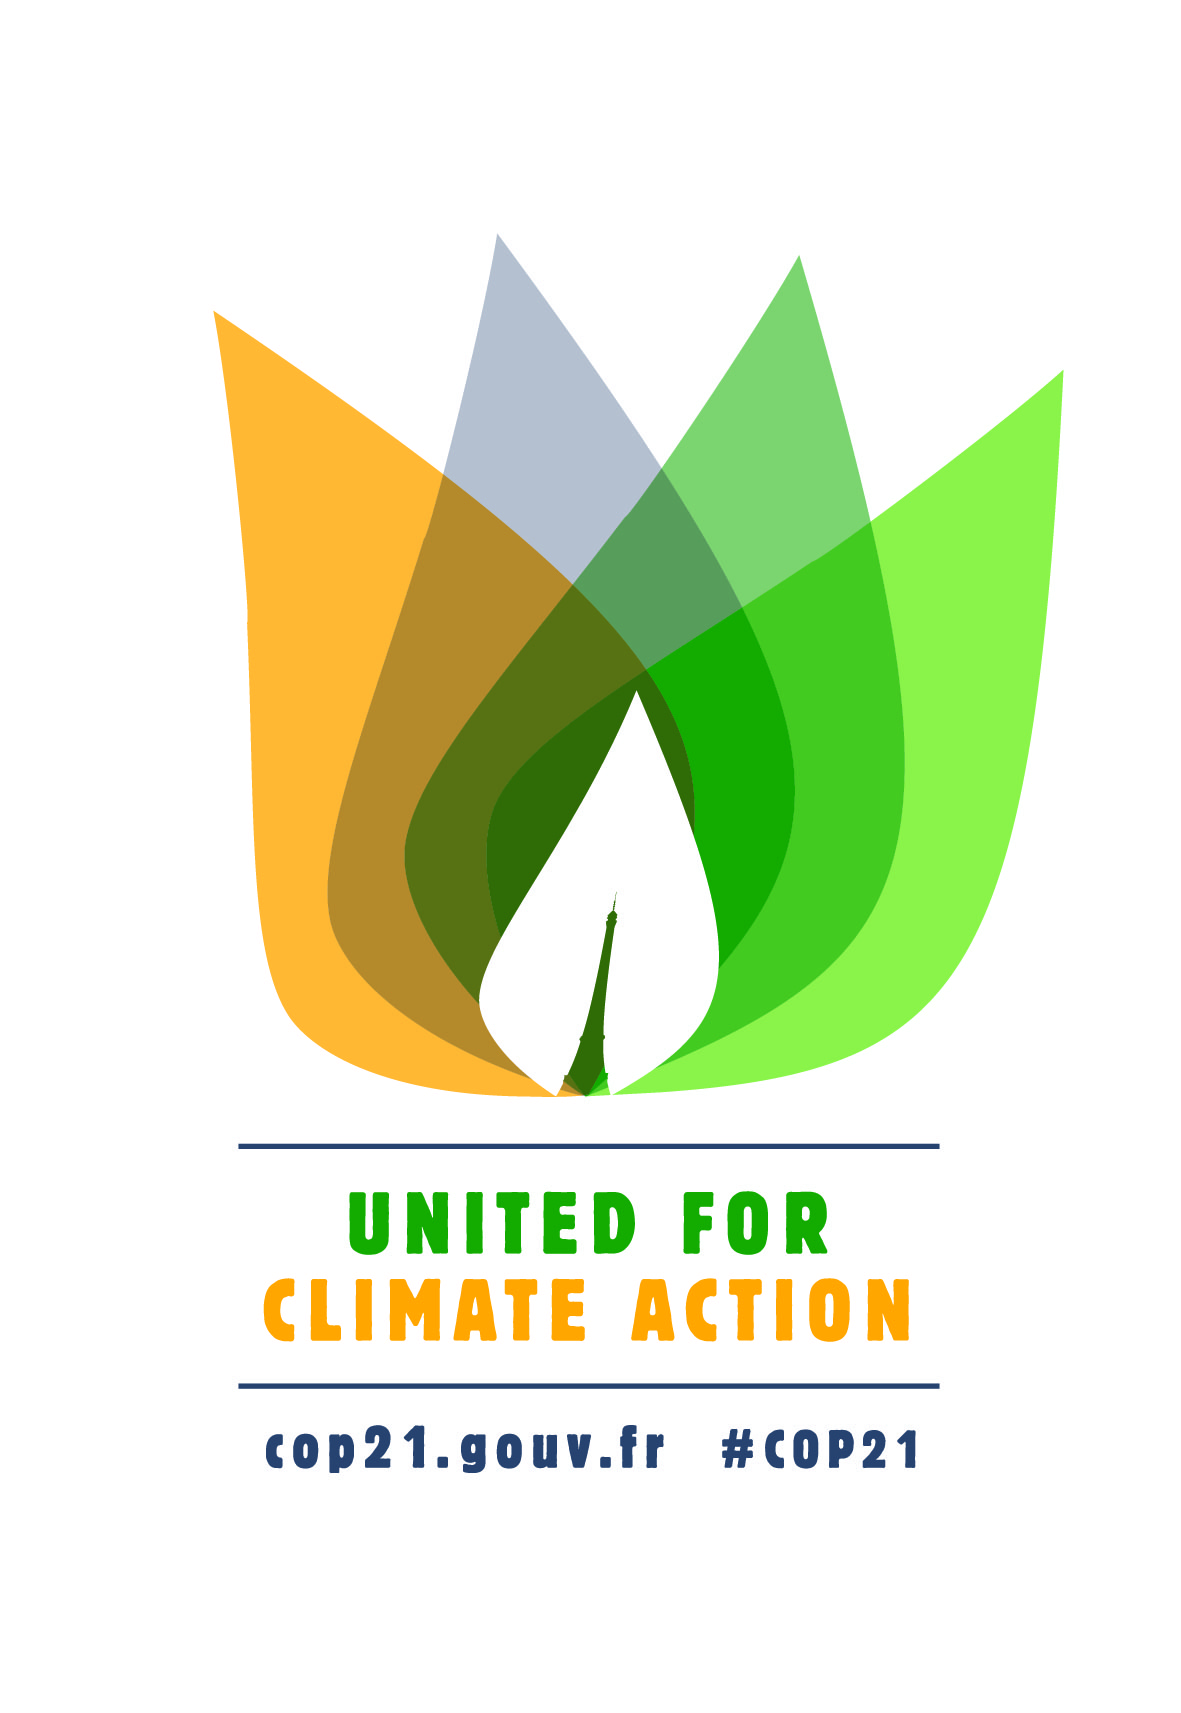 UNITED FOR
CLIMATE ACTION
cop21.gouv.fr #COP21